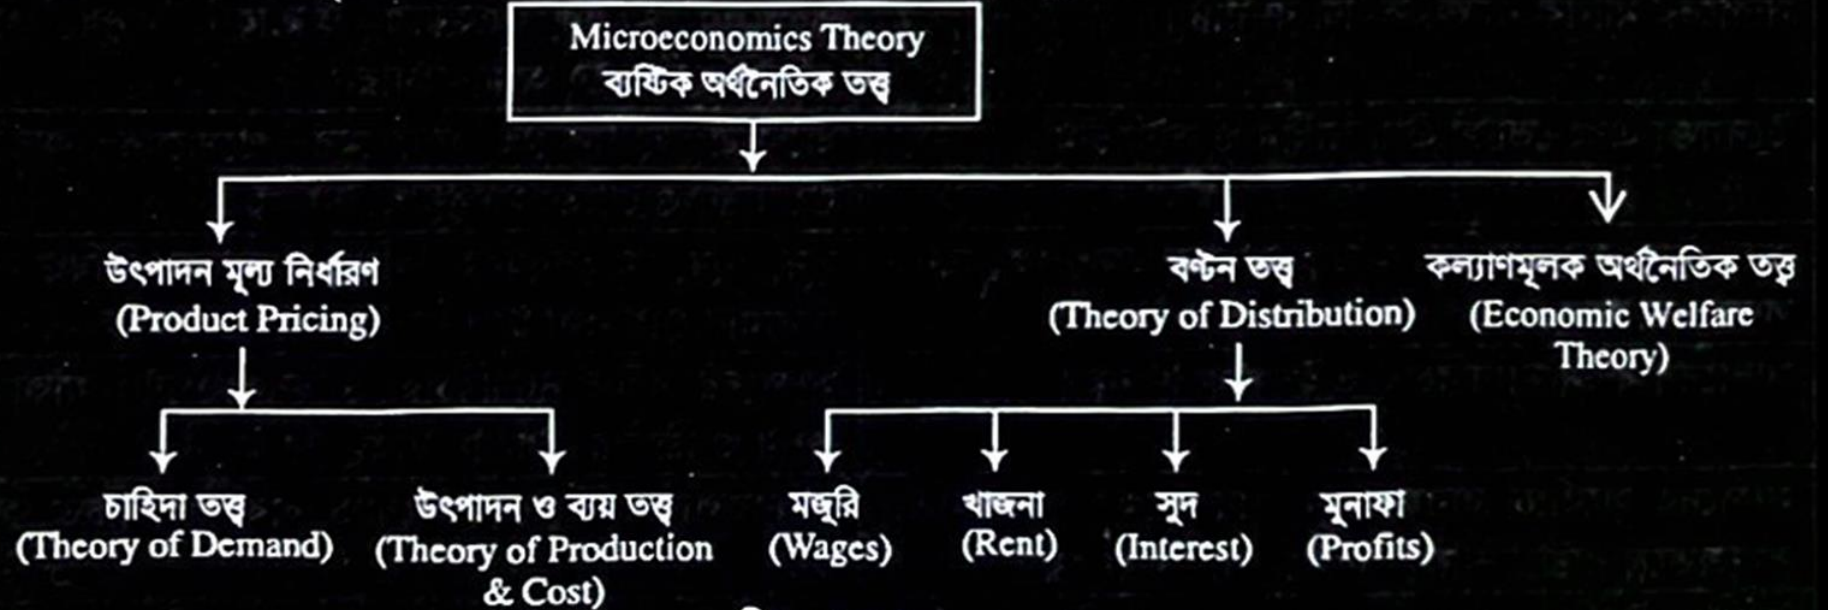 Microeconomics Theory
ব্যষ্টিক অর্থনৈতিক তত্ত্ব
উৎপাদন মূল্য নির্ধারণ
(Product Pricing)
বণ্টন তত্ত্ব
(Theory of Distribution)
কল্যাণমূলক অর্থনৈতিক তত্ত্ব
(Economic Welfare
Theory)
চাহিদা তত্ত্ব
(Theory of Demand)
উৎপাদন ও ব্যয় তত্ত্ব
(Theory of Production
& Cost)
মজুরি
(Wages)
খাজনা
(Rent)
সুদ
(Interest)
মুনাফা
(Profits)